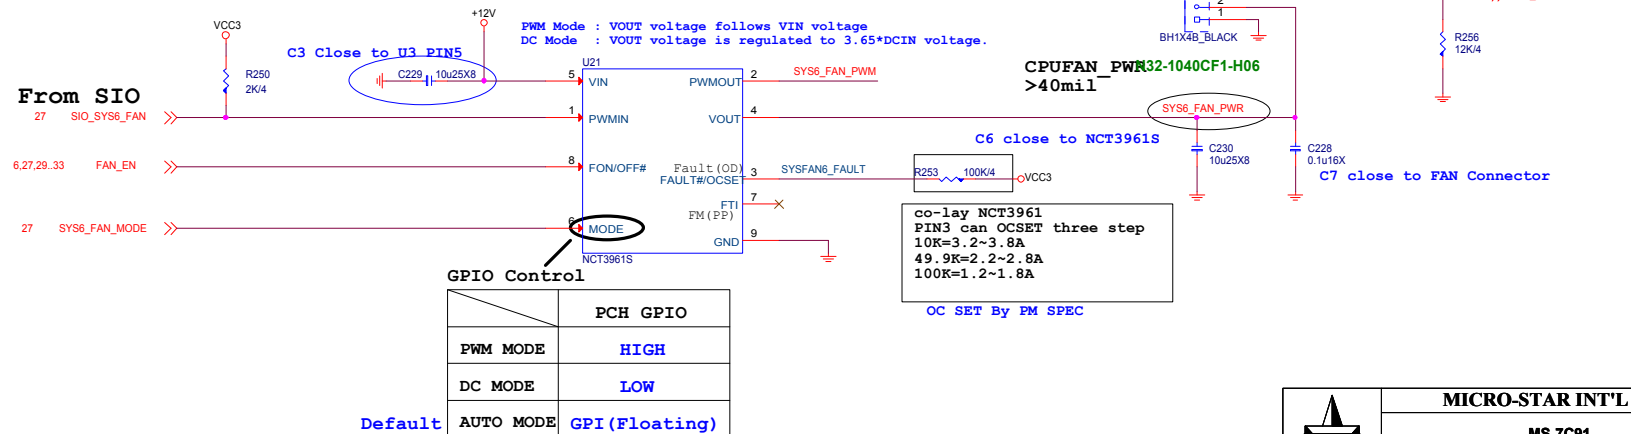 +12V
VCC3
PWM Mode : VOUT voltage follows VIN voltage
DC Mode : VOUT voltage is regulated to 3.65*DCIN voltage.
2
1
BH1X4B_BLACK
R256
12K/4
C3 Close to U3 PIN5
U21
C229
10u25X8
R250
2K/4
5
VIN
PWMOUT
2
SYS6_FAN_PWM
CPUFAN_PWR
N32-1040CF1-H06
>40mil
From SIO
27 SIO_SYS6_FAN
1
PWMIN
VOUT
4
SYS6_FAN_PWR
C6 close to NCT3961S
C230
10u25X8
C228
0.1u16X
C7 close to FAN Connector
6,27,29..33 FAN_EN
8
FON/OFF#
Fault(OD)
FAULT#/OCSET
3
SYSFAN6_FAULT
R253
100K/4
VCC3
FTI
7
FM(PP)
27 SYS6_FAN_MODE
6
MODE
GND
9
NCT3961S
co-lay NCT3961
PIN3 can OCSET three step
10K=3.2~3.8A
49.9K=2.2~2.8A
100K=1.2~1.8A
OC SET By PM SPEC
GPIO Control
PCH GPIO
PWM MODE HIGH
DC MODE LOW
Default AUTO MODE GPI(Floating)
MICRO-STAR INT'L
MS-7C91